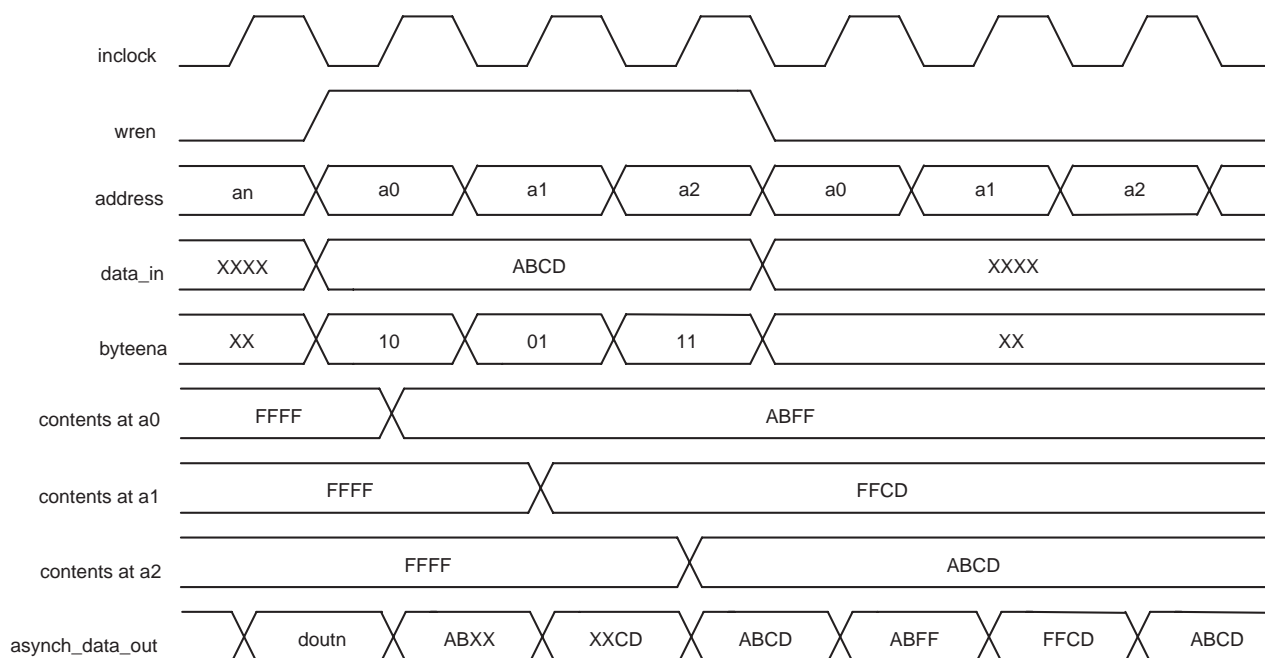 inclock
wren
address an a0 a1 a2 a0 a1 a2
data_in XXXX ABCD XXXX
byteena XX 10 01 11 XX
contents at a0 FFFF ABFF
contents at a1 FFFF FFCD
contents at a2 FFFF ABCD
asynch_data_out doutn ABXX XXCD ABCD ABFF FFCD ABCD